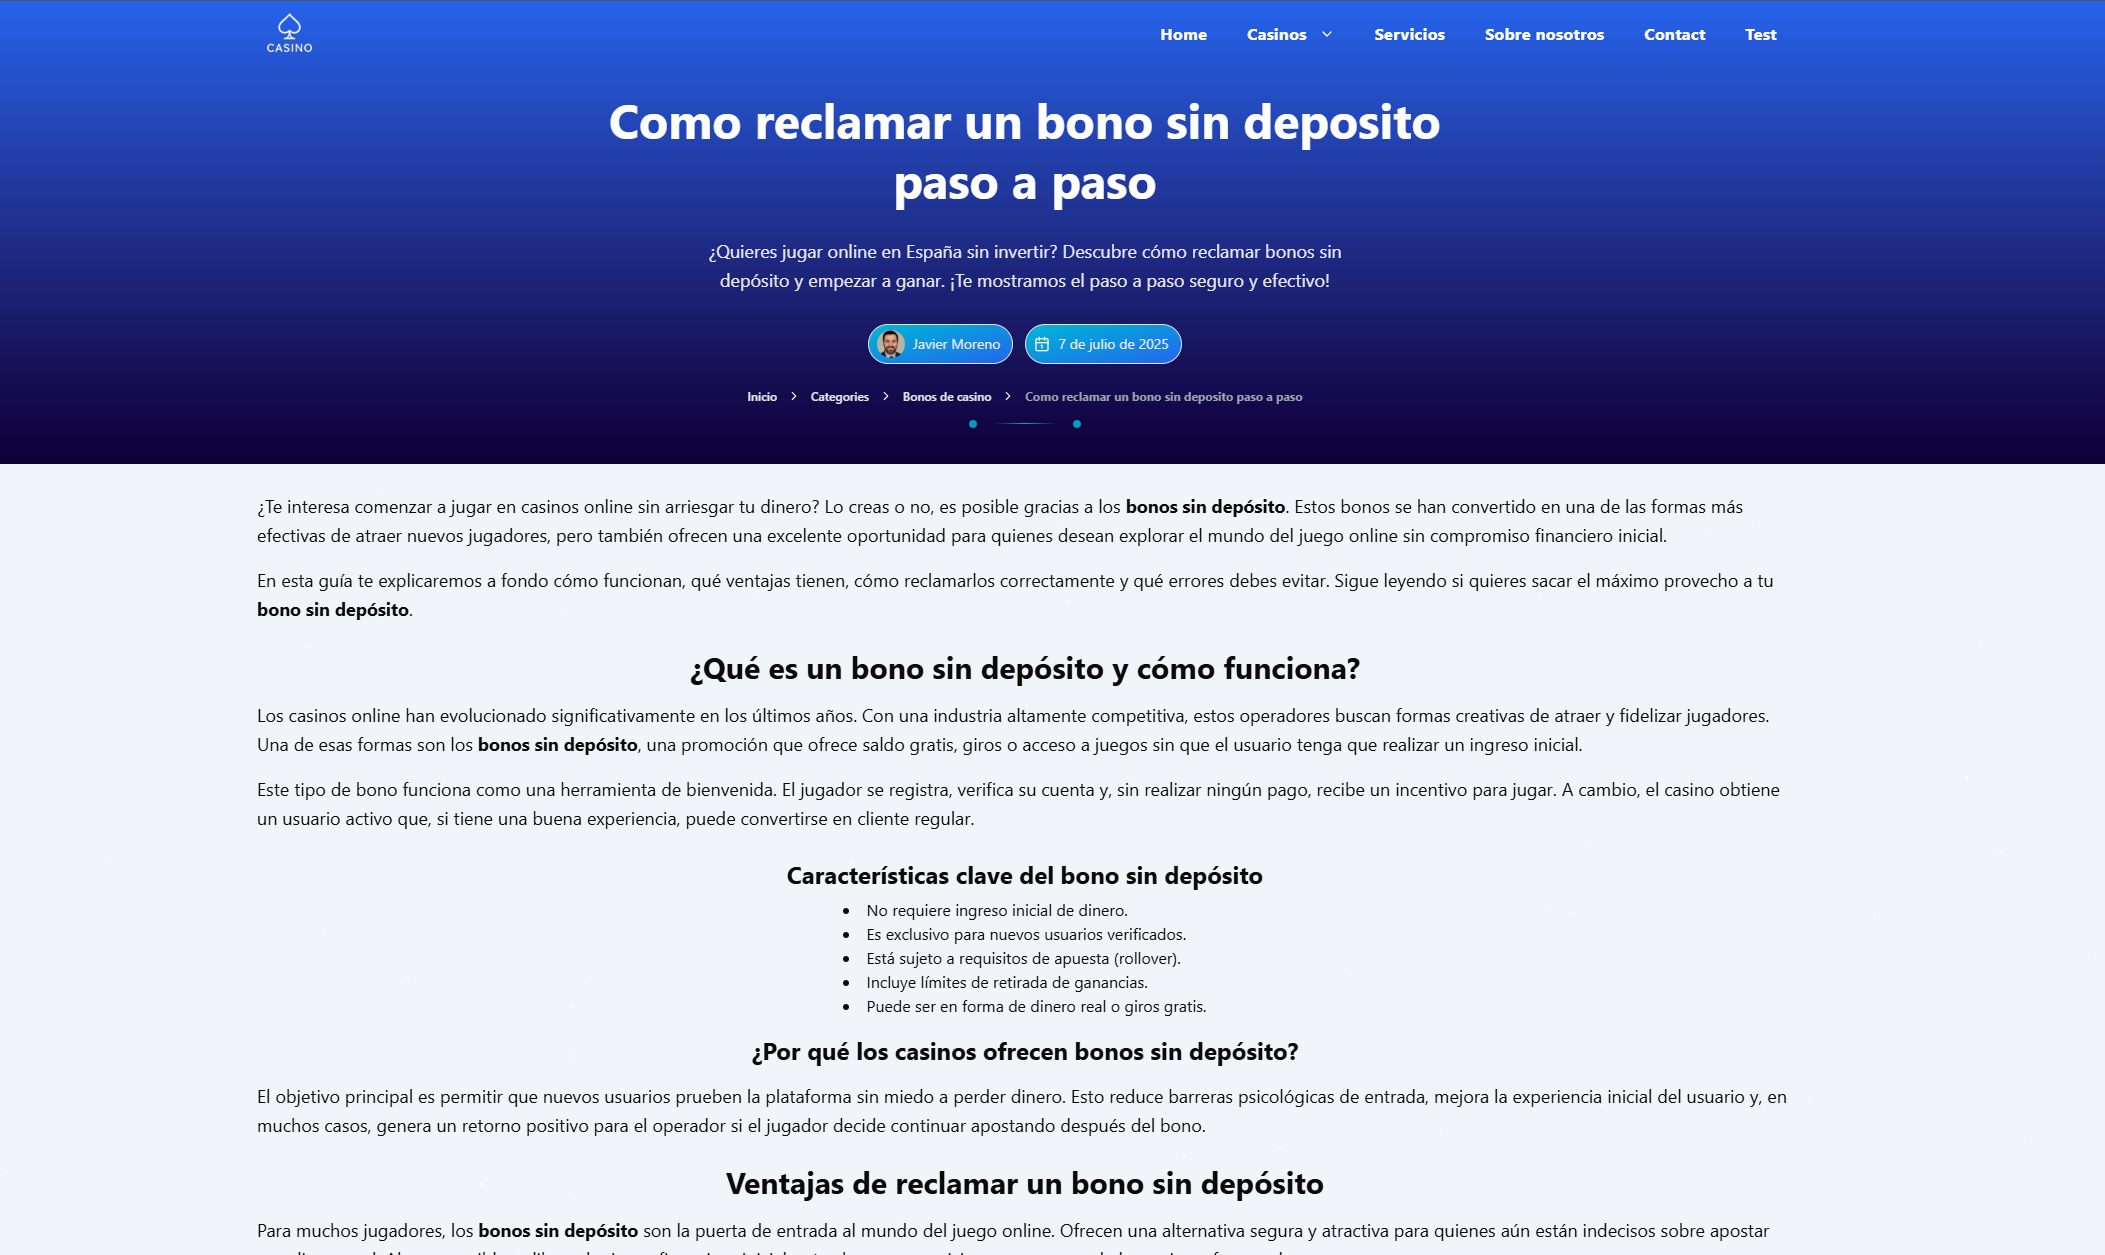 CASINO
Home Casinos Servicios Sobre nosotros Contact Test
Como reclamar un bono sin deposito
paso a paso
¿Quieres jugar online en España sin invertir? Descubre cómo reclamar bonos sin
depósito y empezar a ganar. ¡Te mostramos el paso a paso seguro y efectivo!
Javier Moreno 7 de julio de 2025
Inicio Categories Bonos de casino Como reclamar un bono sin deposito paso a paso
¿Te interesa comenzar a jugar en casinos online sin arriesgar tu dinero? Lo creas o no, es posible gracias a los bonos sin depósito. Estos bonos se han convertido en una de las formas más
efectivas de atraer nuevos jugadores, pero también ofrecen una excelente oportunidad para quienes desean explorar el mundo del juego online sin compromiso financiero inicial.
En esta guía te explicaremos a fondo cómo funcionan, qué ventajas tienen, cómo reclamarlos correctamente y qué errores debes evitar. Sigue leyendo si quieres sacar el máximo provecho a tu
bono sin depósito.
¿Qué es un bono sin depósito y cómo funciona?
Los casinos online han evolucionado significativamente en los últimos años. Con una industria altamente competitiva, estos operadores buscan formas creativas de atraer y fidelizar jugadores.
Una de esas formas son los bonos sin depósito, una promoción que ofrece saldo gratis, giros o acceso a juegos sin que el usuario tenga que realizar un ingreso inicial.
Este tipo de bono funciona como una herramienta de bienvenida. El jugador se registra, verifica su cuenta y, sin realizar ningún pago, recibe un incentivo para jugar. A cambio, el casino obtiene
un usuario activo que, si tiene una buena experiencia, puede convertirse en cliente regular.
Características clave del bono sin depósito
• No requiere ingreso inicial de dinero.
• Es exclusivo para nuevos usuarios verificados.
• Está sujeto a requisitos de apuesta (rollover).
• Incluye límites de retirada de ganancias.
• Puede ser en forma de dinero real o giros gratis.
¿Por qué los casinos ofrecen bonos sin depósito?
El objetivo principal es permitir que nuevos usuarios prueben la plataforma sin miedo a perder dinero. Esto reduce barreras psicológicas de entrada, mejora la experiencia inicial del usuario y, en
muchos casos, genera un retorno positivo para el operador si el jugador decide continuar apostando después del bono.
Ventajas de reclamar un bono sin depósito
Para muchos jugadores, los bonos sin depósito son la puerta de entrada al mundo del juego online. Ofrecen una alternativa segura y atractiva para quienes aún están indecisos sobre apostar